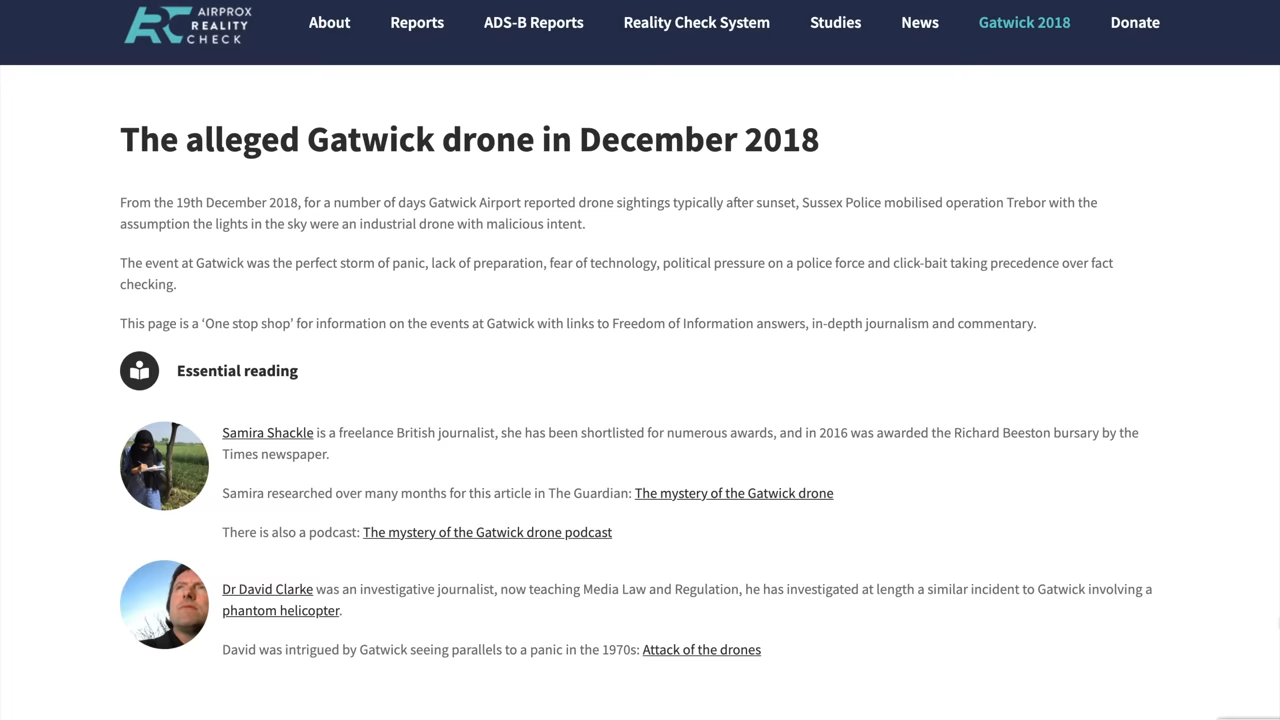 AIRPROX
REALITY
CHECK
About Reports ADS-B Reports Reality Check System Studies News Gatwick 2018 Donate
The alleged Gatwick drone in December 2018
From the 19th December 2018, for a number of days Gatwick Airport reported drone sightings typically after sunset, Sussex Police mobilised operation Trebor with the
assumption the lights in the sky were an industrial drone with malicious intent.
The event at Gatwick was the perfect storm of panic, lack of preparation, fear of technology, political pressure on a police force and click-bait taking precedence over fact
checking.
This page is a ‘One stop shop’ for information on the events at Gatwick with links to Freedom of Information answers, in-depth journalism and commentary.
Essential reading
Samira Shackle is a freelance British journalist, she has been shortlisted for numerous awards, and in 2016 was awarded the Richard Beeston bursary by the
Times newspaper.
Samira researched over many months for this article in The Guardian: The mystery of the Gatwick drone
There is also a podcast: The mystery of the Gatwick drone podcast
Dr David Clarke was an investigative journalist, now teaching Media Law and Regulation, he has investigated at length a similar incident to Gatwick involving a
phantom helicopter.
David was intrigued by Gatwick seeing parallels to a panic in the 1970s: Attack of the drones